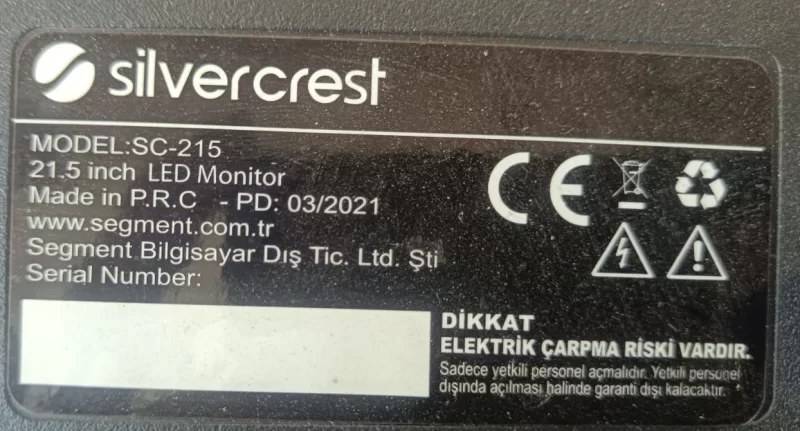 silvercrest
MODEL:SC-215
21.5 inch LED Monitor
Made in P.R.C - PD: 03/2021
www.segment.com.tr
Segment Bilgisayar Dış Tic. Ltd. Şti
Serial Number:
CE
DİKKAT
ELEKTRİK ÇARPMA RİSKİ VARDIR.
Sadece yetkili personel açmalıdır. Yetkili personel
dışında açılması halinde garanti dışı kalacaktır.